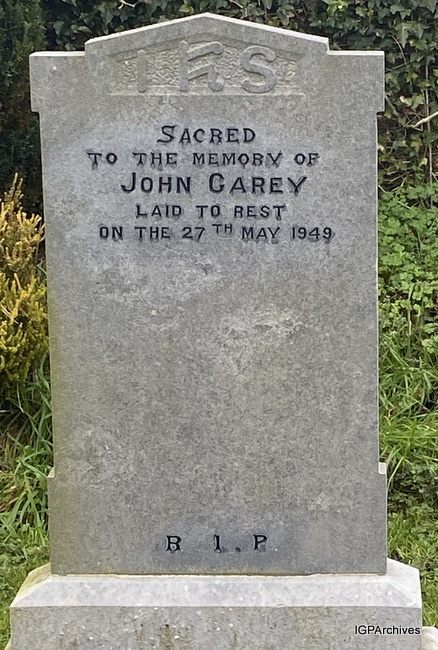 IHS
SACRED
TO THE MEMORY OF
JOHN CAREY
LAID TO REST
ON THE 27TH MAY 1949
R I.P
IGPArchives